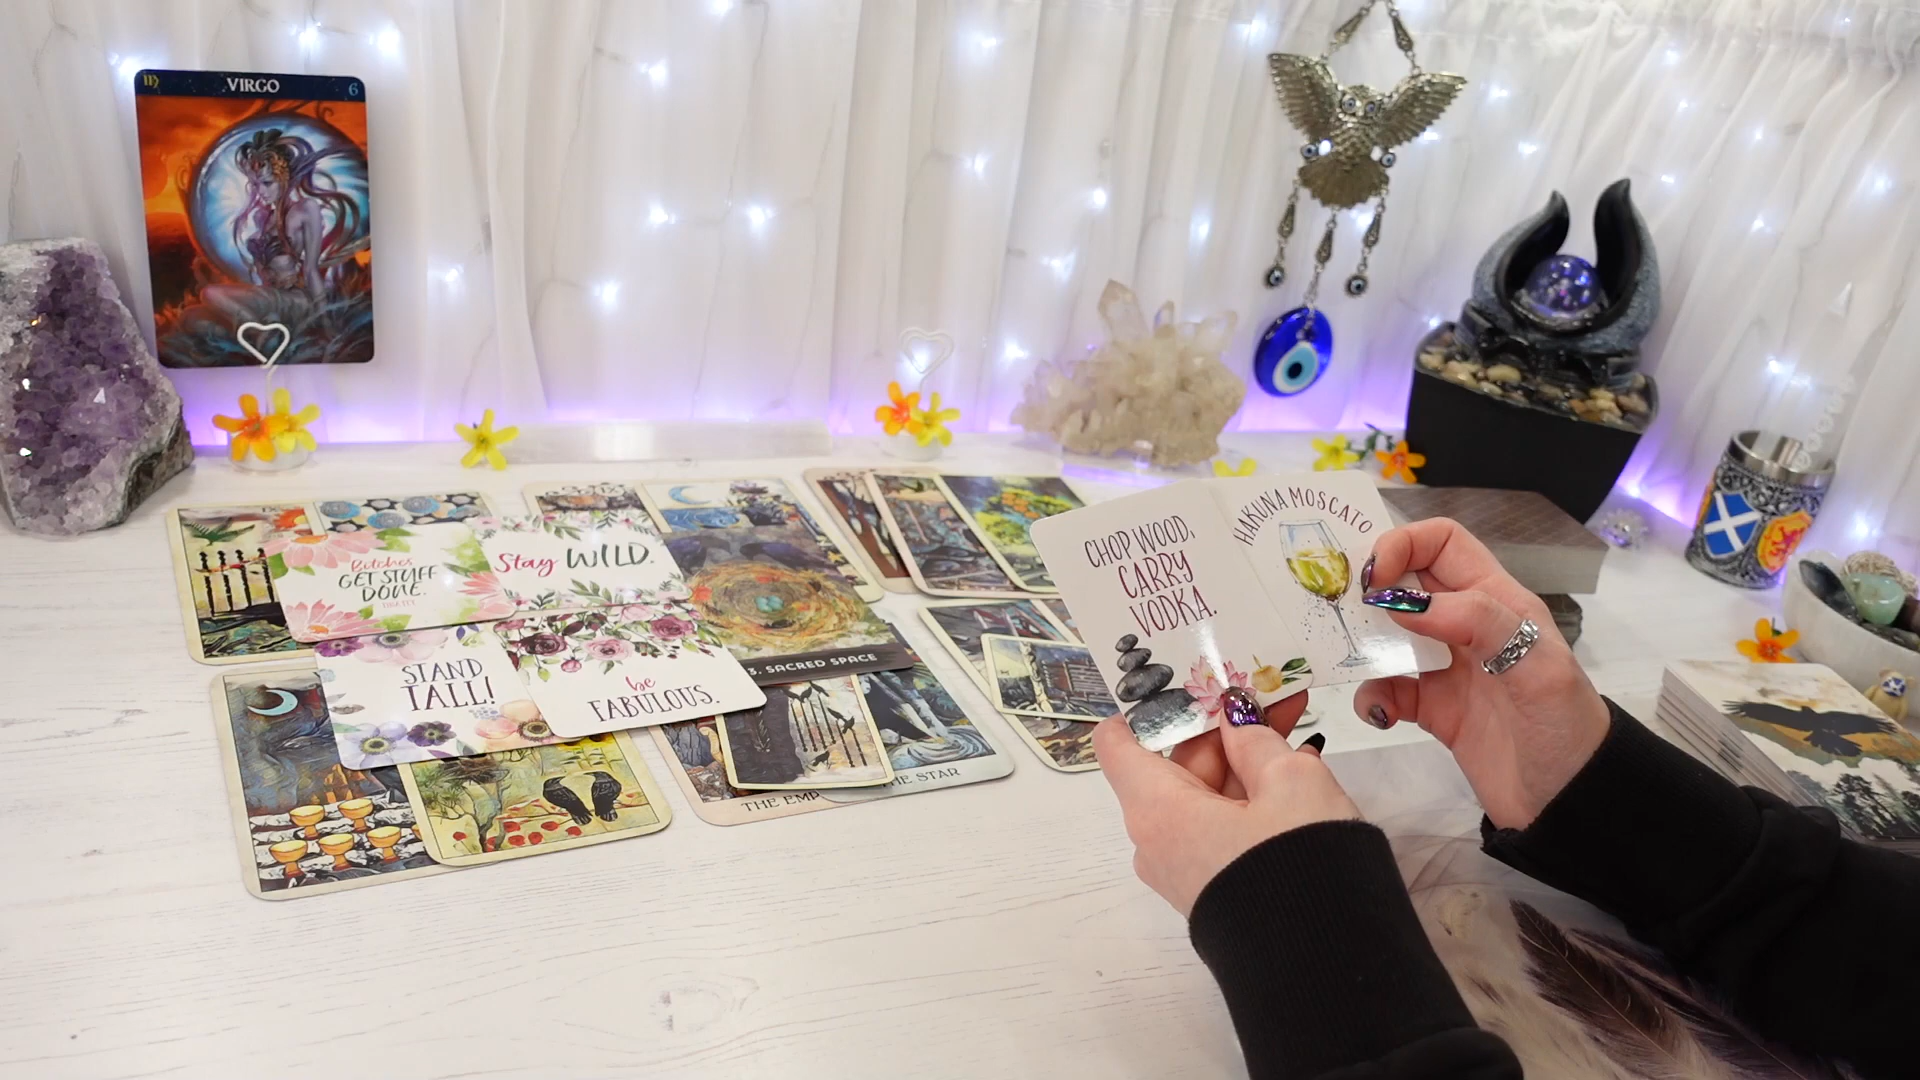 ♍ VIRGO 6
Bitches
GET STUFF
DONE.
Stay WILD.
STAND
TALL!
be
FABULOUS.
3. SACRED SPACE
THE EMP
THE STAR
CHOP WOOD,
CARRY
VODKA.
HAKUNA MOSCATO